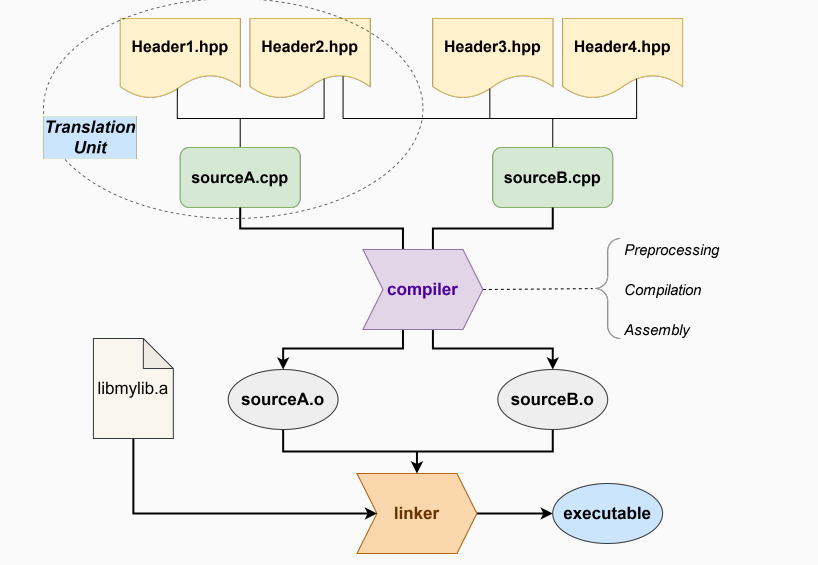 Header1.hpp
Header2.hpp
Header3.hpp
Header4.hpp
Translation
Unit
sourceA.cpp
sourceB.cpp
compiler
Preprocessing
Compilation
Assembly
libmylib.a
sourceA.o
sourceB.o
linker
executable